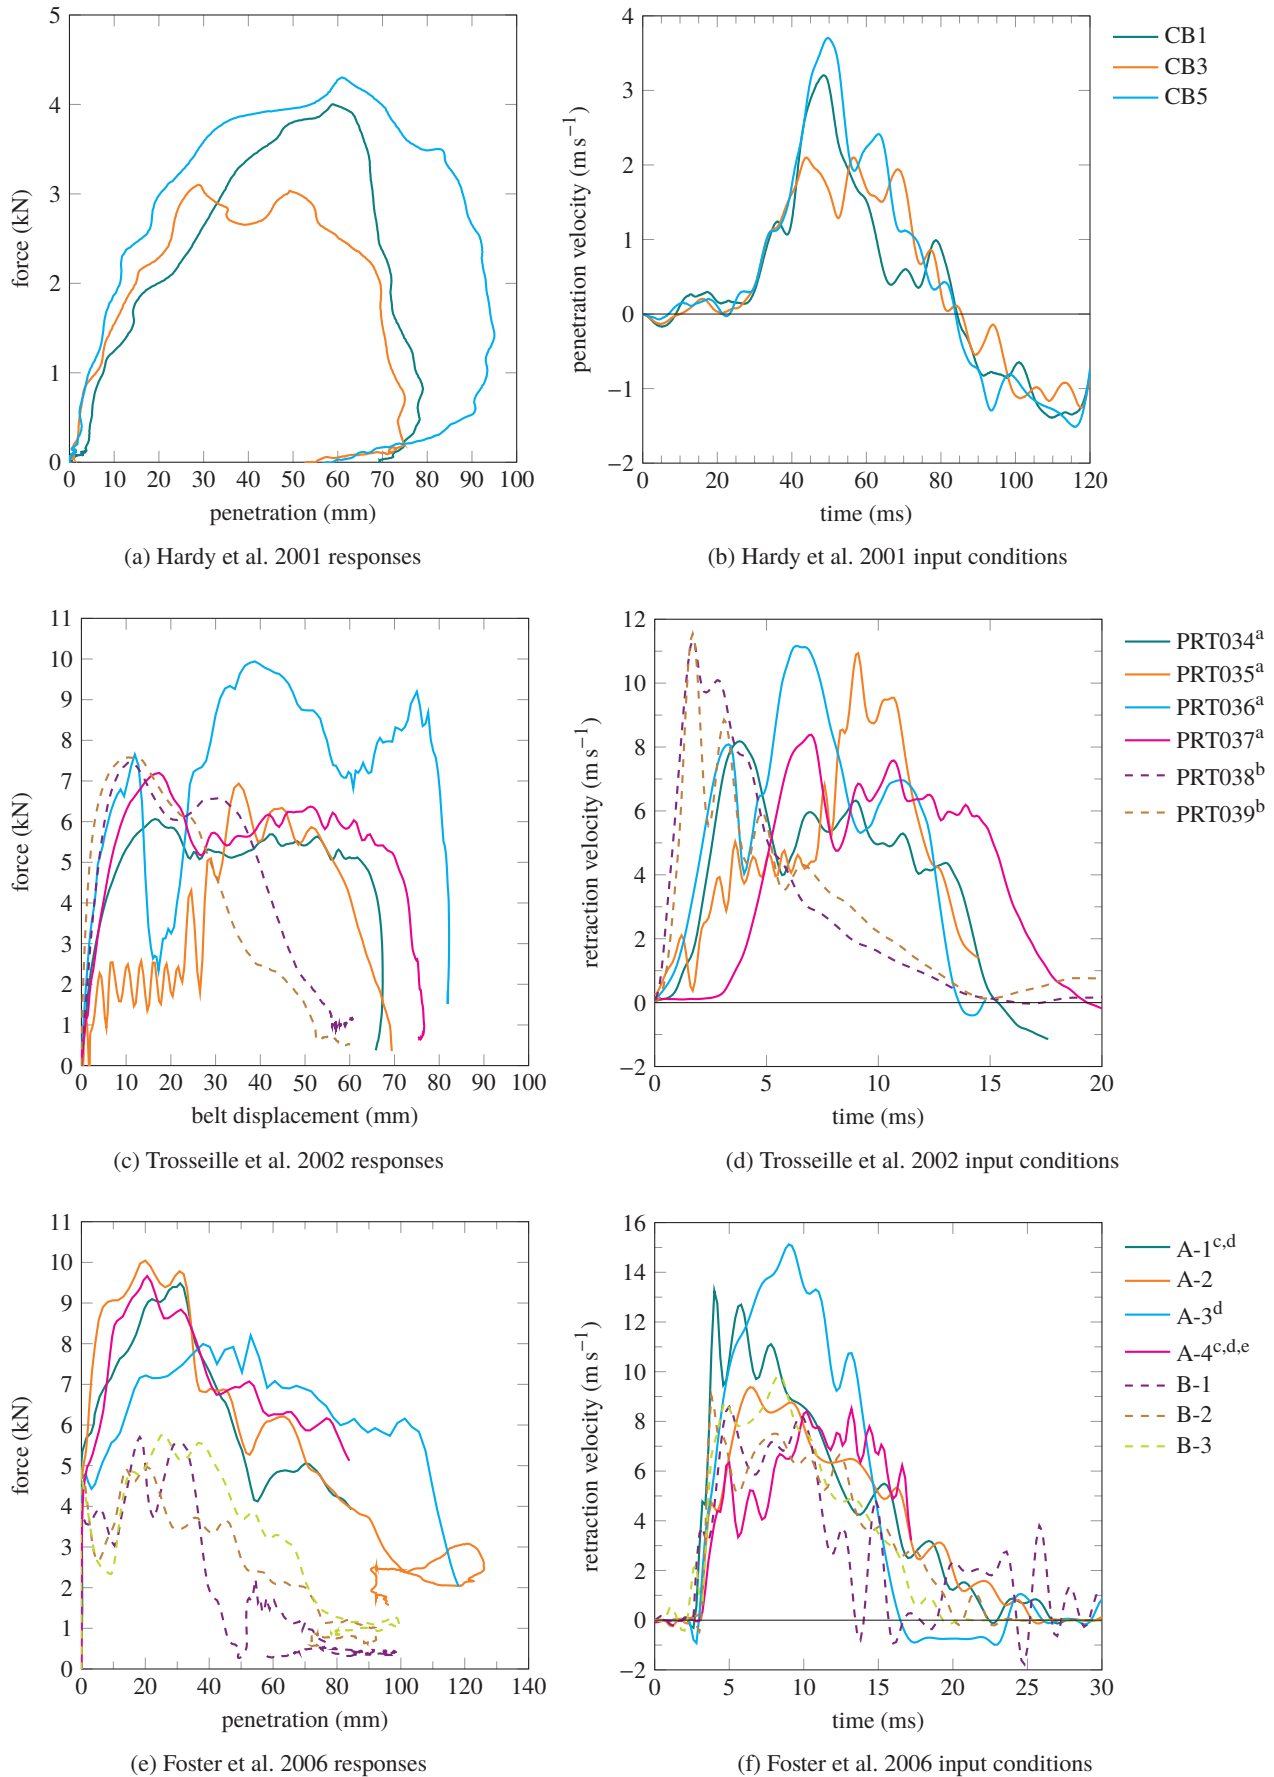 5
4
3
2
1
0
force (kN)
0 10 20 30 40 50 60 70 80 90 100
penetration (mm)
(a) Hardy et al. 2001 responses
4
3
2
1
0
−1
−2
penetration velocity (m s⁻¹)
0 20 40 60 80 100 120
time (ms)
(b) Hardy et al. 2001 input conditions
CB1
CB3
CB5
11
10
9
8
7
6
5
4
3
2
1
0
force (kN)
0 10 20 30 40 50 60 70 80 90 100
belt displacement (mm)
(c) Trosseille et al. 2002 responses
12
10
8
6
4
2
0
−2
retraction velocity (m s⁻¹)
0 5 10 15 20
time (ms)
(d) Trosseille et al. 2002 input conditions
PRT034ᵃ
PRT035ᵃ
PRT036ᵃ
PRT037ᵃ
PRT038ᵇ
PRT039ᵇ
11
10
9
8
7
6
5
4
3
2
1
0
force (kN)
0 20 40 60 80 100 120 140
penetration (mm)
(e) Foster et al. 2006 responses
16
14
12
10
8
6
4
2
0
−2
retraction velocity (m s⁻¹)
0 5 10 15 20 25 30
time (ms)
(f) Foster et al. 2006 input conditions
A-1ᶜ,ᵈ
A-2
A-3ᵈ
A-4ᶜ,ᵈ,ᵉ
B-1
B-2
B-3